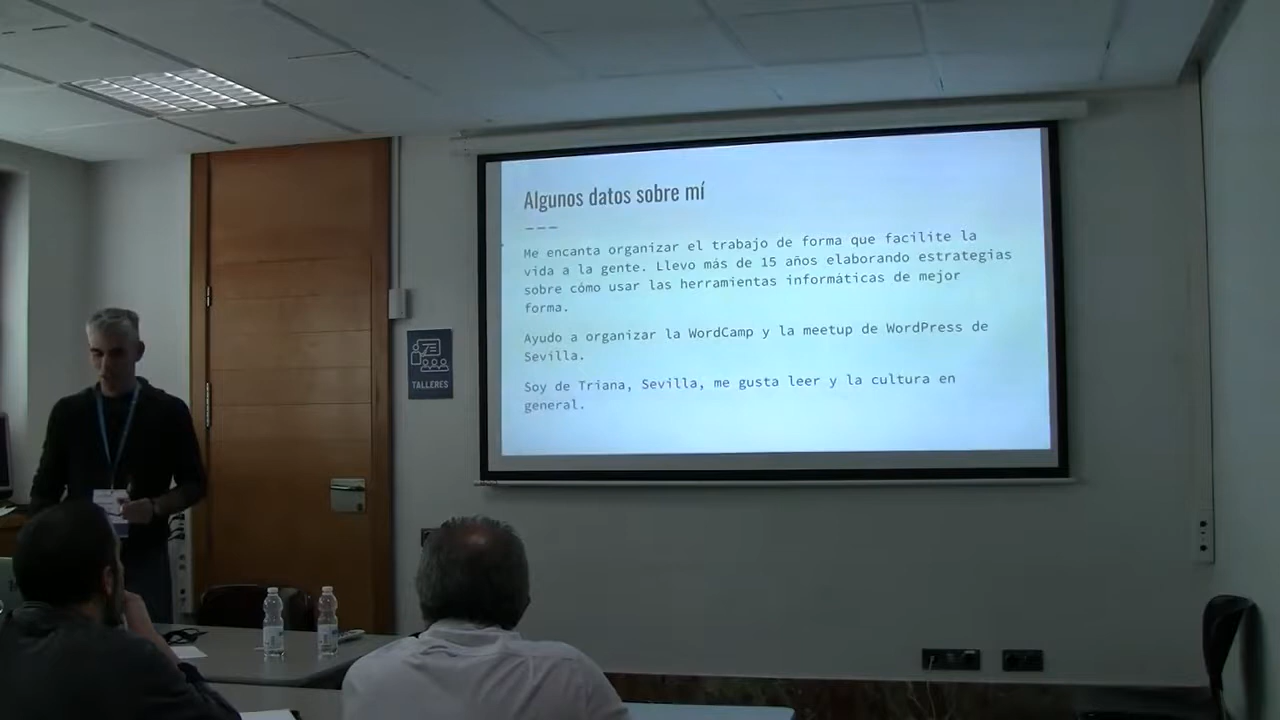 Algunos datos sobre mí
---
Me encanta organizar el trabajo de forma que facilite la
vida a la gente. Llevo más de 15 años elaborando estrategias
sobre cómo usar las herramientas informáticas de mejor
forma.
Ayudo a organizar la WordCamp y la meetup de WordPress de
Sevilla.
Soy de Triana, Sevilla, me gusta leer y la cultura en
general.
TALLERES